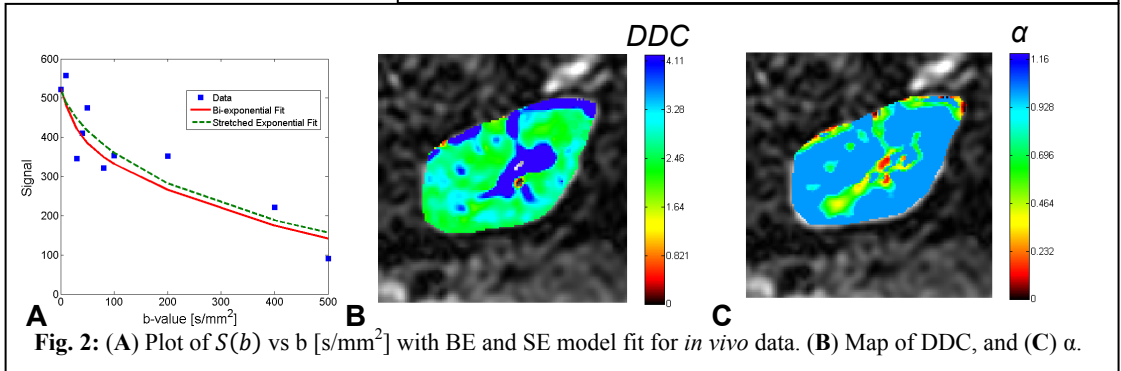 DDC
α
600
500
400
300
200
100
0
Signal
Data
Bi-exponential Fit
Stretched Exponential Fit
0 100 200 300 400 500
b-value [s/mm²]
4.11
3.28
2.46
1.64
0.821
0
1.16
0.928
0.696
0.464
0.232
0
A
B
C
Fig. 2: (A) Plot of S(b) vs b [s/mm²] with BE and SE model fit for in vivo data. (B) Map of DDC, and (C) α.